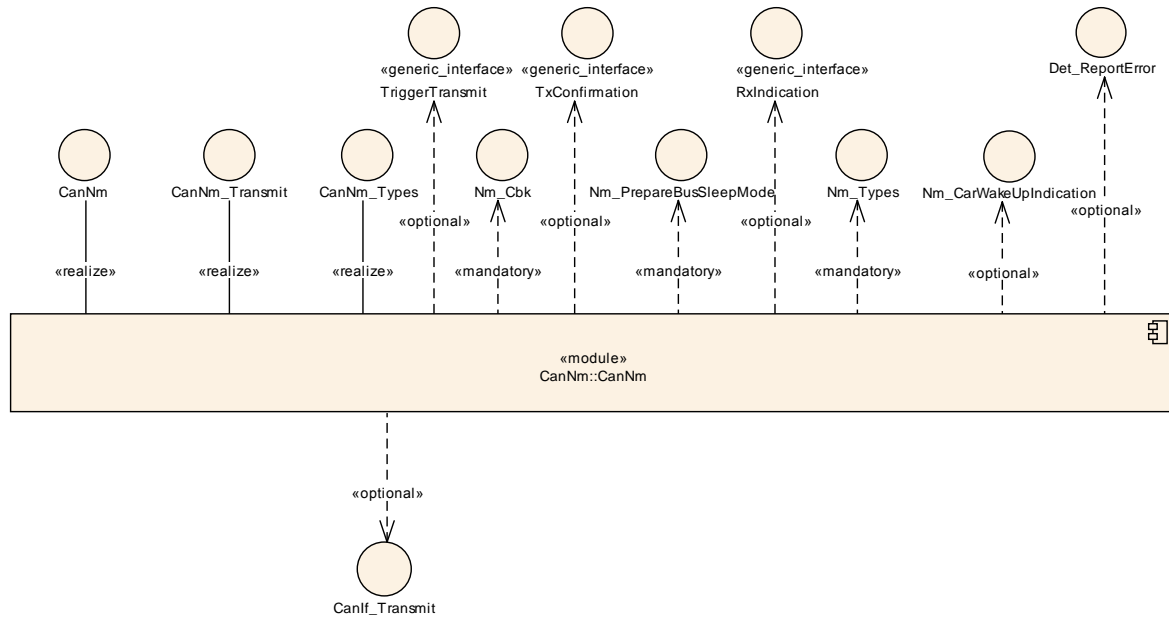 «generic_interface»
TriggerTransmit
«generic_interface»
TxConfirmation
«generic_interface»
RxIndication
Det_ReportError
CanNm
CanNm_Transmit
CanNm_Types
Nm_Cbk
Nm_PrepareBusSleepMode
Nm_Types
Nm_CarWakeUpIndication
«optional»
«optional»
«optional»
«optional»
«realize»
«realize»
«realize»
«mandatory»
«mandatory»
«mandatory»
«optional»
«module»
CanNm::CanNm
«optional»
CanIf_Transmit